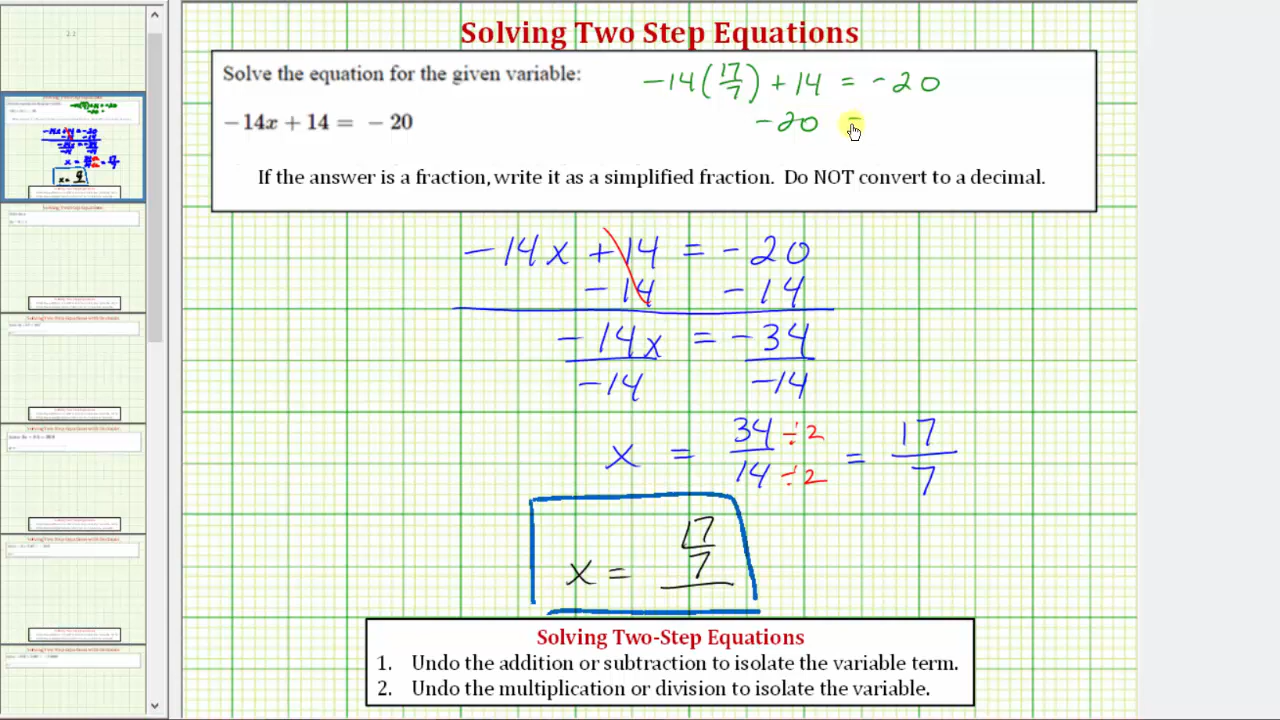 Solving Two Step Equations
Solve the equation for the given variable:
-14(17/7) + 14 = -20
−14x + 14 = − 20
-20 =
If the answer is a fraction, write it as a simplified fraction. Do NOT convert to a decimal.
-14x + 14 = -20
-14 -14
-14x = -34
-14 -14
x = 34 ÷2 / 14 ÷2 = 17/7
x = 17/7
Solving Two-Step Equations
1. Undo the addition or subtraction to isolate the variable term.
2. Undo the multiplication or division to isolate the variable.